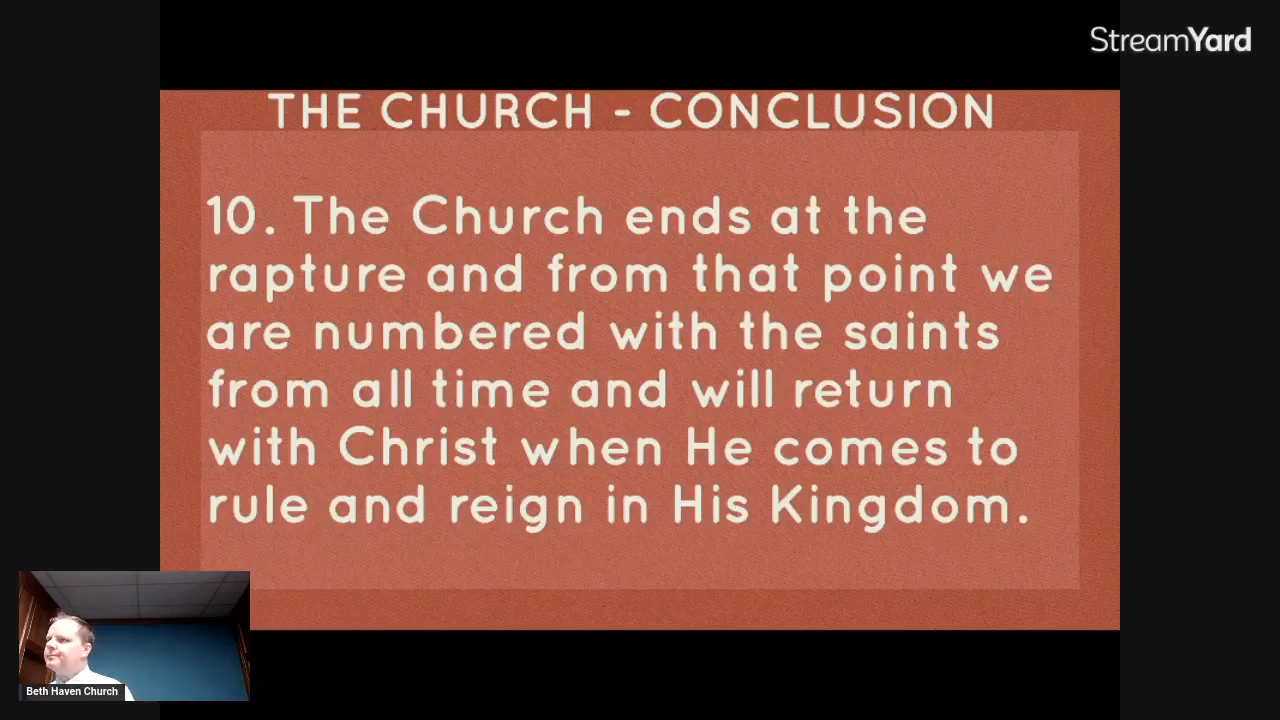 StreamYard
THE CHURCH - CONCLUSION
10. The Church ends at the
rapture and from that point we
are numbered with the saints
from all time and will return
with Christ when He comes to
rule and reign in His Kingdom.
Beth Haven Church